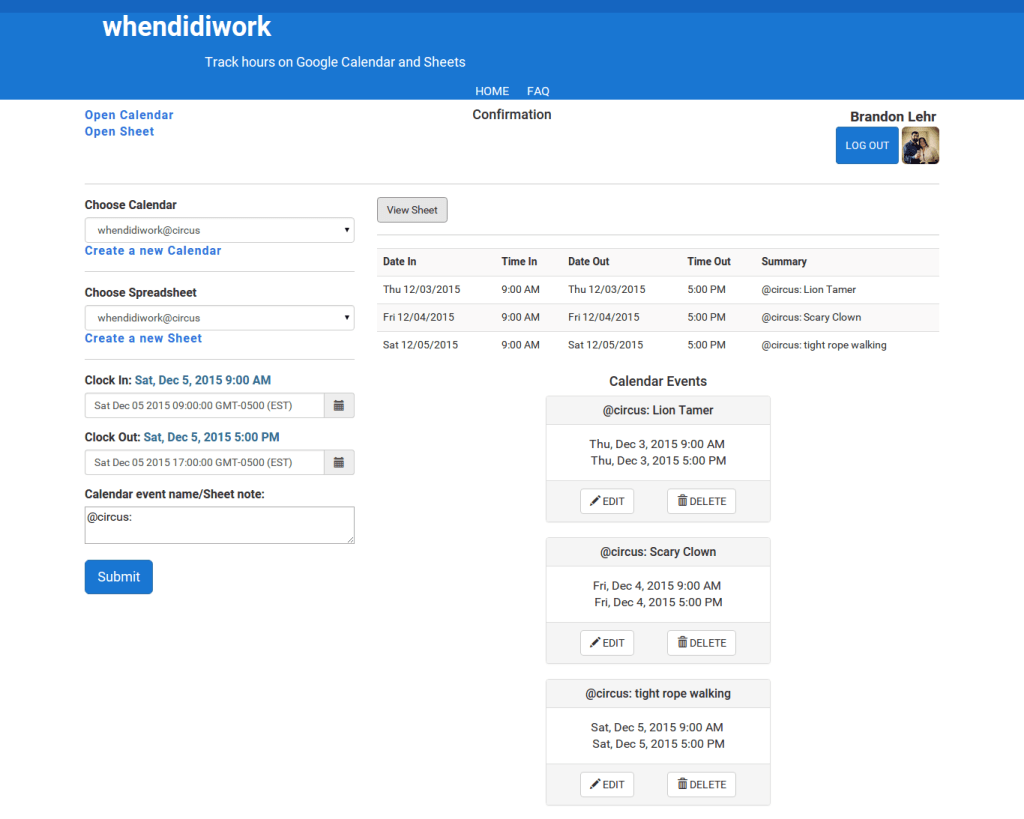 whendidiwork
Track hours on Google Calendar and Sheets
HOME FAQ
Open Calendar
Open Sheet
Confirmation
Brandon Lehr
LOG OUT
Choose Calendar
whendidiwork@circus
Create a new Calendar
Choose Spreadsheet
whendidiwork@circus
Create a new Sheet
Clock In: Sat, Dec 5, 2015 9:00 AM
Sat Dec 05 2015 09:00:00 GMT-0500 (EST)
Clock Out: Sat, Dec 5, 2015 5:00 PM
Sat Dec 05 2015 17:00:00 GMT-0500 (EST)
Calendar event name/Sheet note:
@circus:
Submit
View Sheet
Date In Time In Date Out Time Out Summary
Thu 12/03/2015 9:00 AM Thu 12/03/2015 5:00 PM @circus: Lion Tamer
Fri 12/04/2015 9:00 AM Fri 12/04/2015 5:00 PM @circus: Scary Clown
Sat 12/05/2015 9:00 AM Sat 12/05/2015 5:00 PM @circus: tight rope walking
Calendar Events
@circus: Lion Tamer
Thu, Dec 3, 2015 9:00 AM
Thu, Dec 3, 2015 5:00 PM
EDIT DELETE
@circus: Scary Clown
Fri, Dec 4, 2015 9:00 AM
Fri, Dec 4, 2015 5:00 PM
EDIT DELETE
@circus: tight rope walking
Sat, Dec 5, 2015 9:00 AM
Sat, Dec 5, 2015 5:00 PM
EDIT DELETE